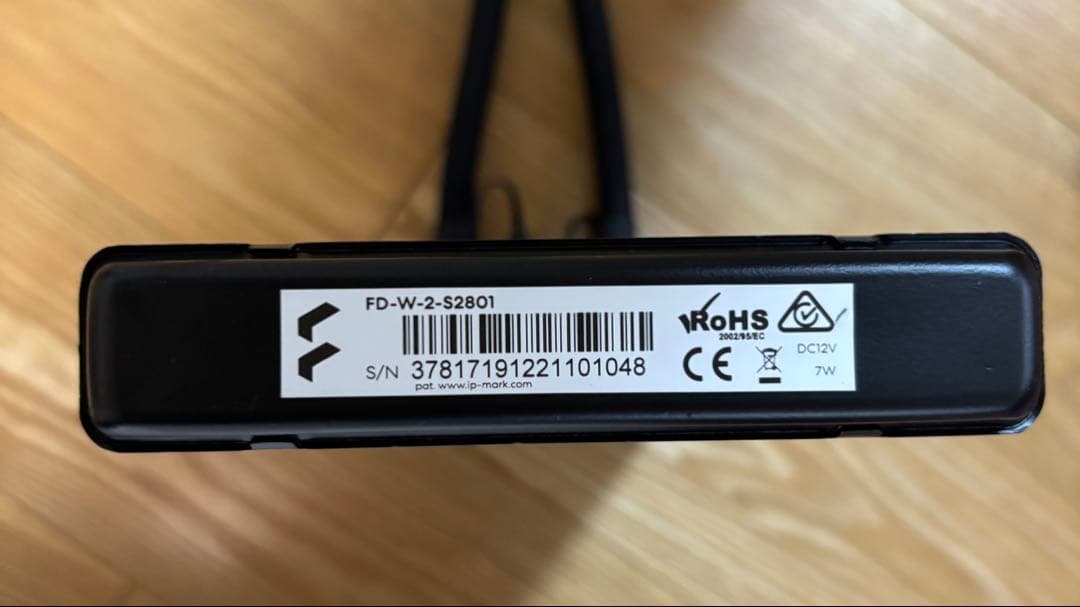 FD-W-2-S2801
S/N 37817191221101048
pat. www.ip-mark.com
RoHS
2002/95/EC
CE
DC12V
7W